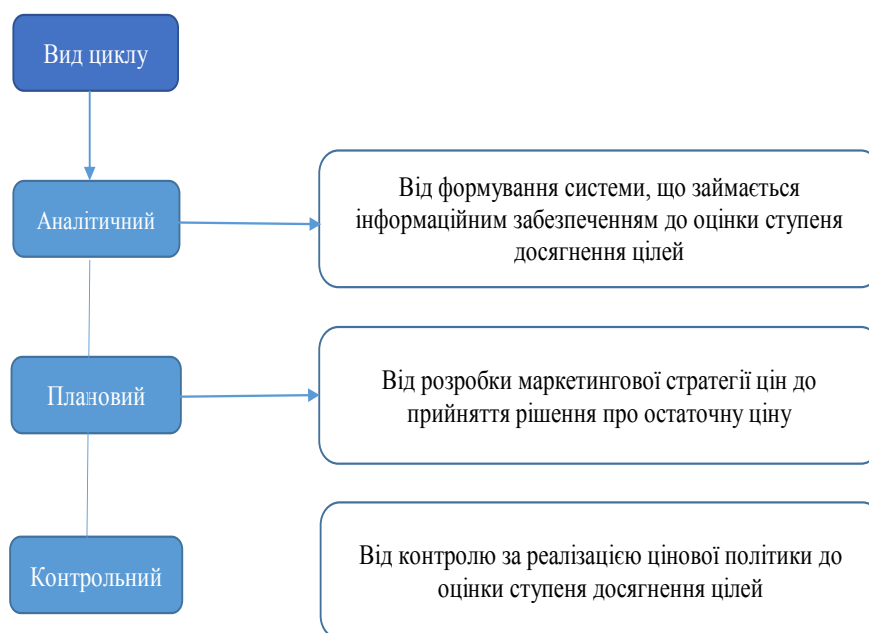 Вид циклу
Аналітичний
Від формування системи, що займається
інформаційним забезпеченням до оцінки ступеня
досягнення цілей
Плановий
Від розробки маркетингової стратегії цін до
прийняття рішення про остаточну ціну
Контрольний
Від контролю за реалізацією цінової політики до
оцінки ступеня досягнення цілей